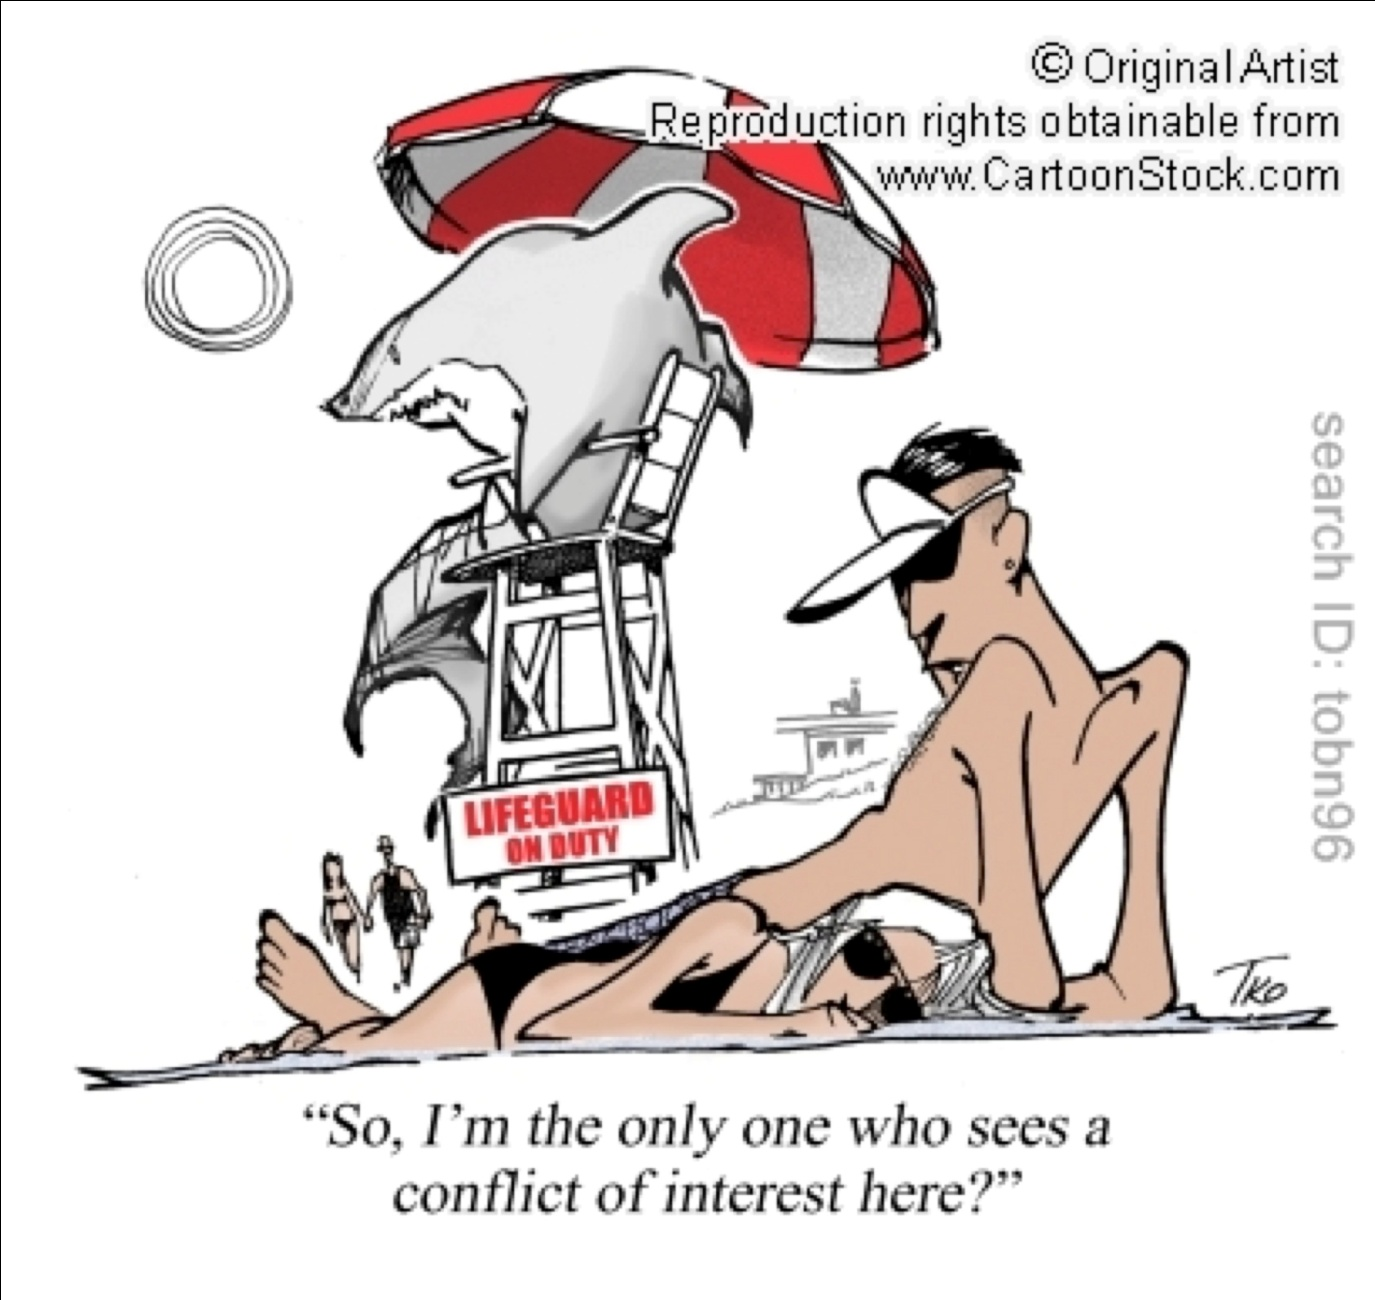 © Original Artist
Reproduction rights obtainable from
www.CartoonStock.com
search ID: tobn96
LIFEGUARD
ON DUTY
TKO
“So, I’m the only one who sees a
conflict of interest here?”